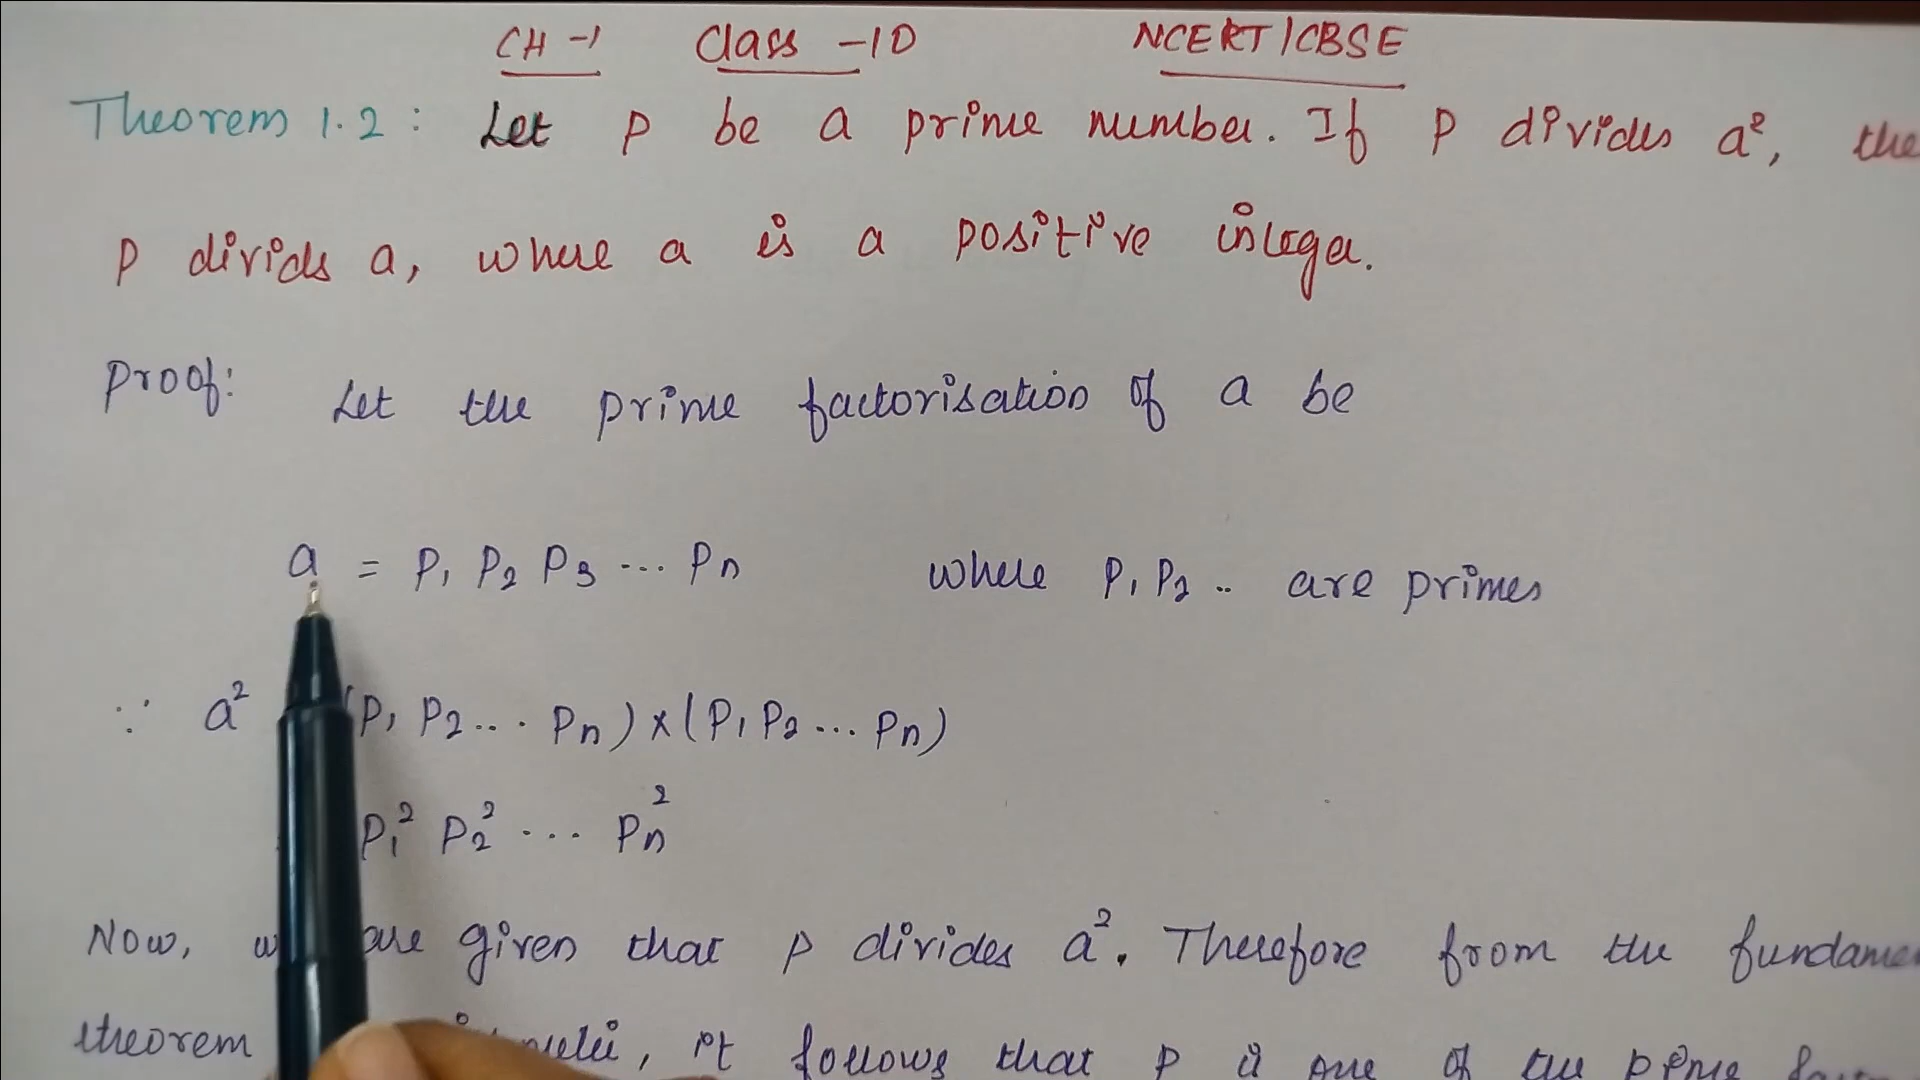 CH-1 Class -10 NCERT/CBSE
Theorem 1.2: Let p be a prime number. If p divides a², the
p divids a, where a is a positive integer.
Proof: Let the prime factorisation of a be
a = P₁ P₂ P₃ ... Pn where P₁ P₂ .. are primes
∵ a² (P₁ P₂... Pn) × (P₁ P₂ ... Pn)
P₁² P₂² ... Pn²
Now, are given that p divides a². Therefore from the fundame
theorem , it follows that p is one of the prime